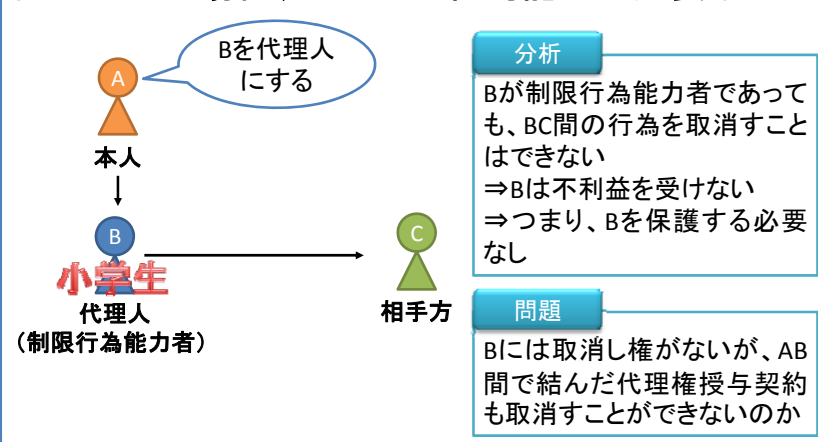 A
Bを代理人
にする
本人
B
小学生
代理人
（制限行為能力者）
C
相手方
分析
Bが制限行為能力者であって
も、BC間の行為を取消すこと
はできない
⇒Bは不利益を受けない
⇒つまり、Bを保護する必要
なし
問題
Bには取消し権がないが、AB
間で結んだ代理権授与契約
も取消すことができないのか